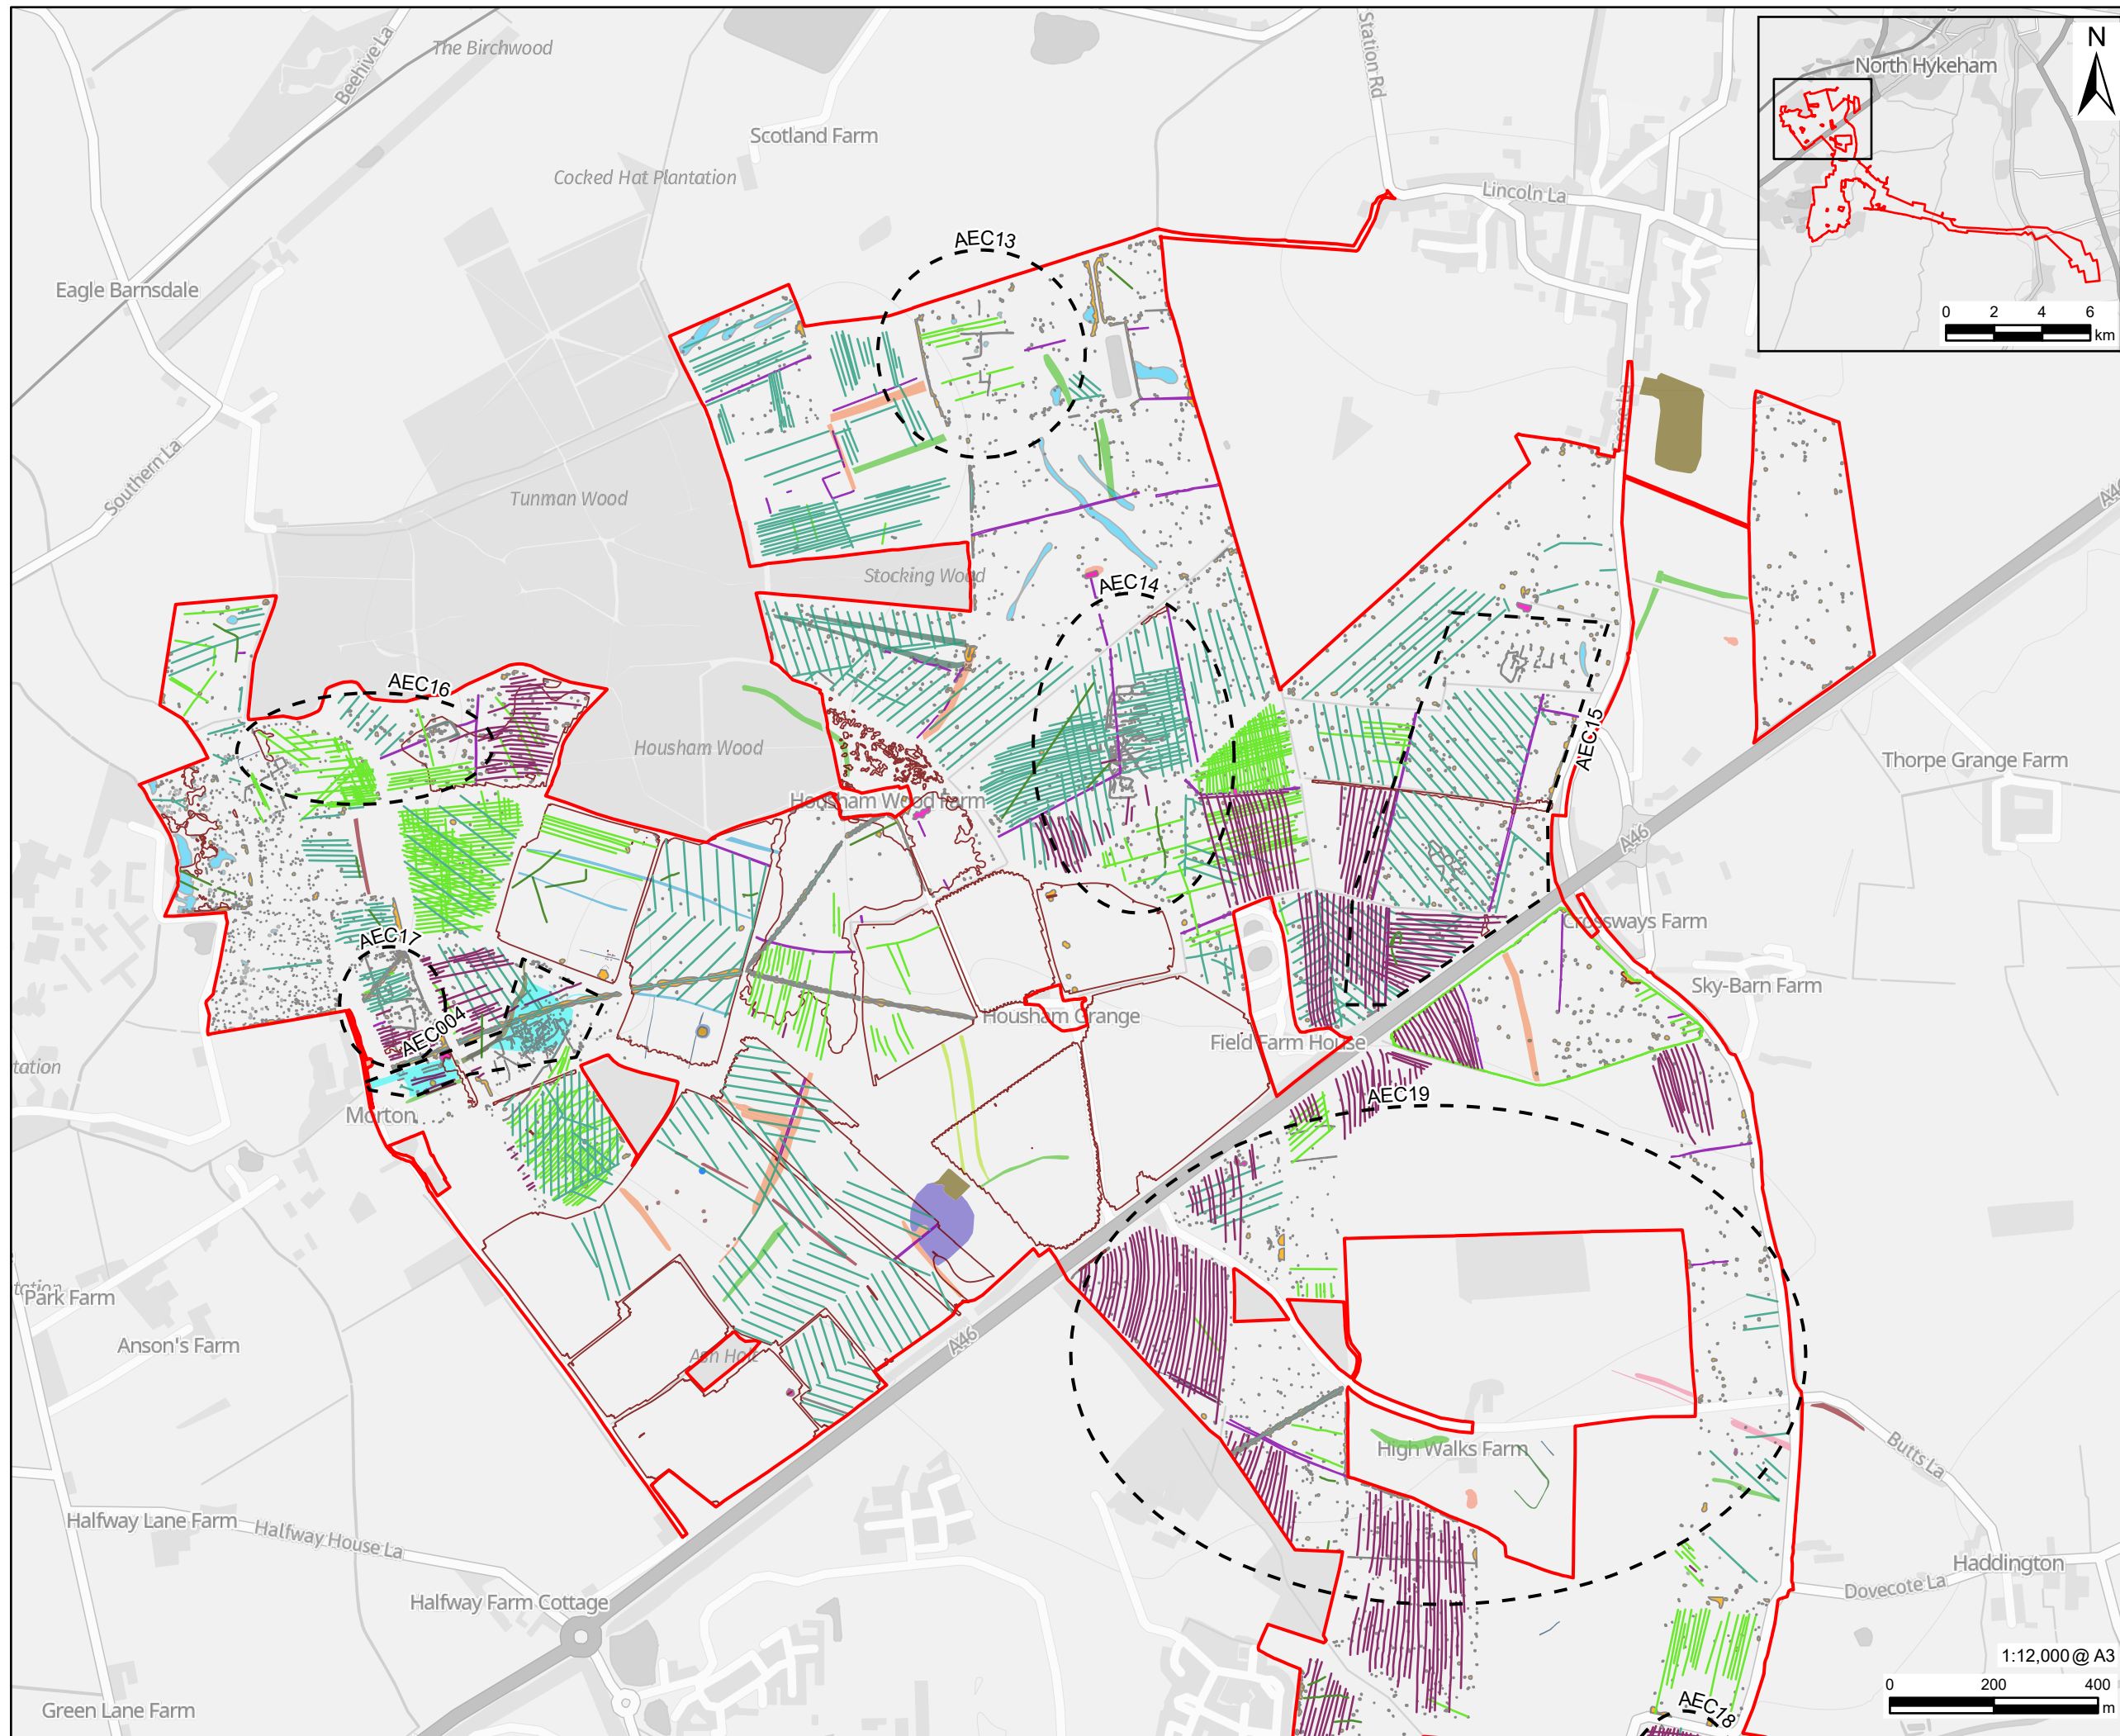 The Birchwood
Beehive La
Station Rd
North Hykeham
N
Scotland Farm
Cocked Hat Plantation
Lincoln La
AEC13
Eagle Barnsdale
0 2 4 6
km
Southern La
Tunman Wood
A46
Stocking Wood
AEC14
AEC16
AEC15
Housham Wood
Thorpe Grange Farm
Housham Wood Farm
A46
AEC17
Crossways Farm
Sky-Barn Farm
AEC004
Housham Grange
Field Farm House
tation
AEC19
Morton
tation
Park Farm
Anson's Farm
A46
Ash Holt
High Walks Farm
Butts La
Halfway Lane Farm
Halfway House La
Haddington
Dovecote La
Halfway Farm Cottage
1:12,000 @ A3
0 200 400
m
AEC18
Green Lane Farm